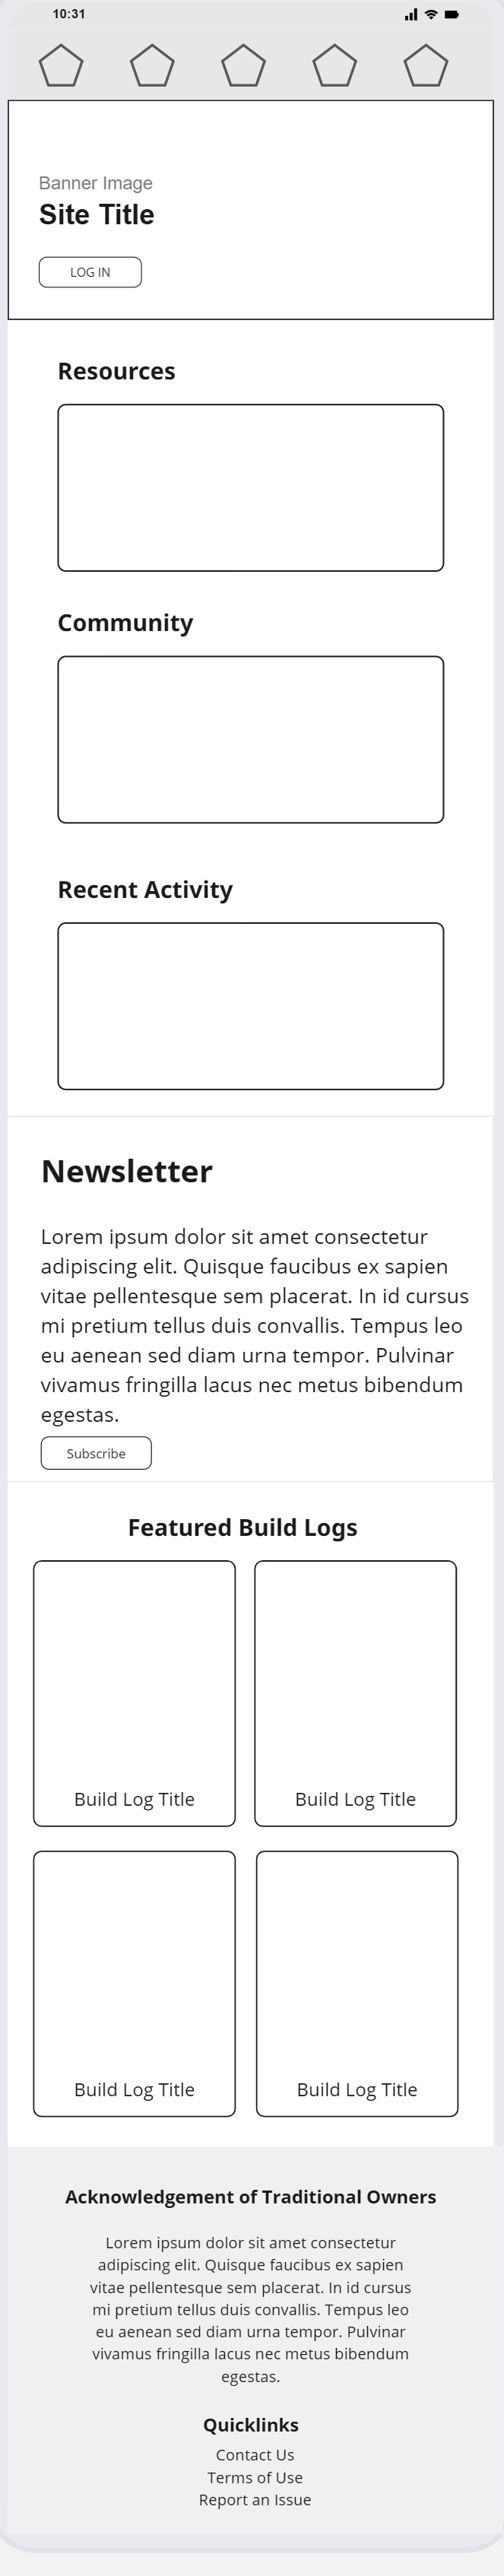 10:31
Banner Image
Site Title
LOG IN
Resources
Community
Recent Activity
Newsletter
Lorem ipsum dolor sit amet consectetur
adipiscing elit. Quisque faucibus ex sapien
vitae pellentesque sem placerat. In id cursus
mi pretium tellus duis convallis. Tempus leo
eu aenean sed diam urna tempor. Pulvinar
vivamus fringilla lacus nec metus bibendum
egestas.
Subscribe
Featured Build Logs
Build Log Title
Build Log Title
Build Log Title
Build Log Title
Acknowledgement of Traditional Owners
Lorem ipsum dolor sit amet consectetur
adipiscing elit. Quisque faucibus ex sapien
vitae pellentesque sem placerat. In id cursus
mi pretium tellus duis convallis. Tempus leo
eu aenean sed diam urna tempor. Pulvinar
vivamus fringilla lacus nec metus bibendum
egestas.
Quicklinks
Contact Us
Terms of Use
Report an Issue